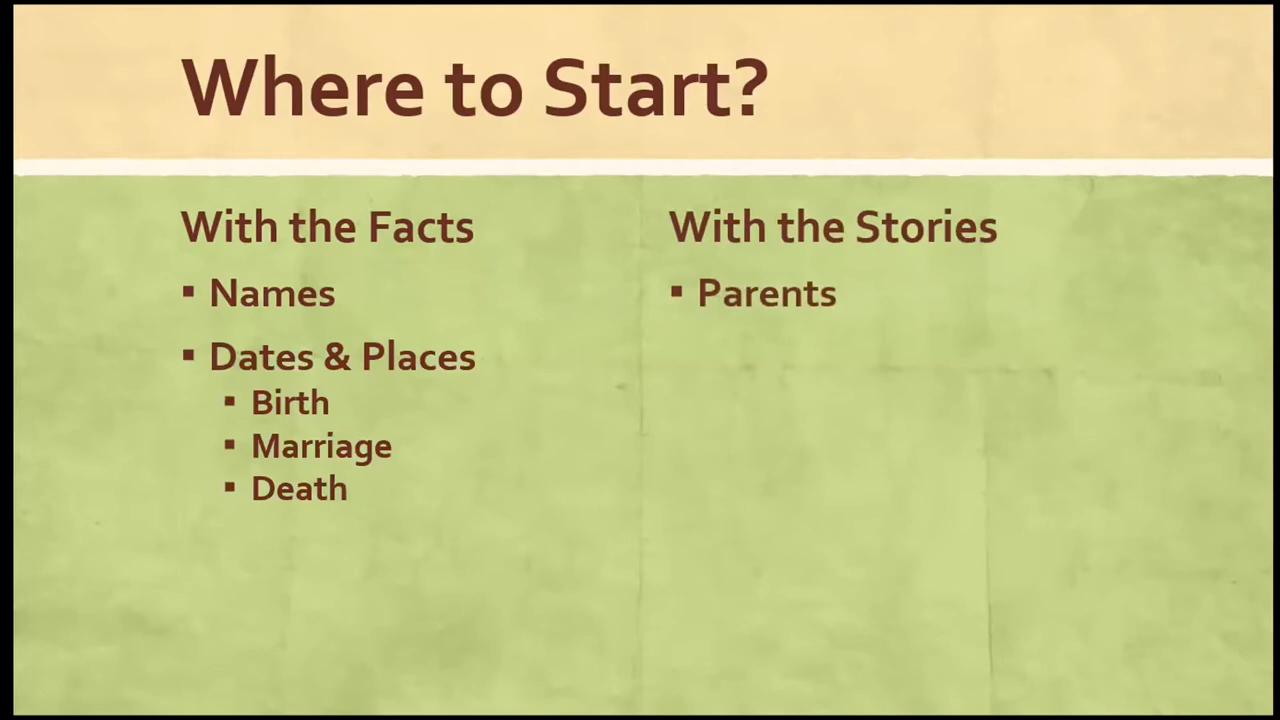 Where to Start?
With the Facts
▪ Names
▪ Dates & Places
▪ Birth
▪ Marriage
▪ Death
With the Stories
▪ Parents